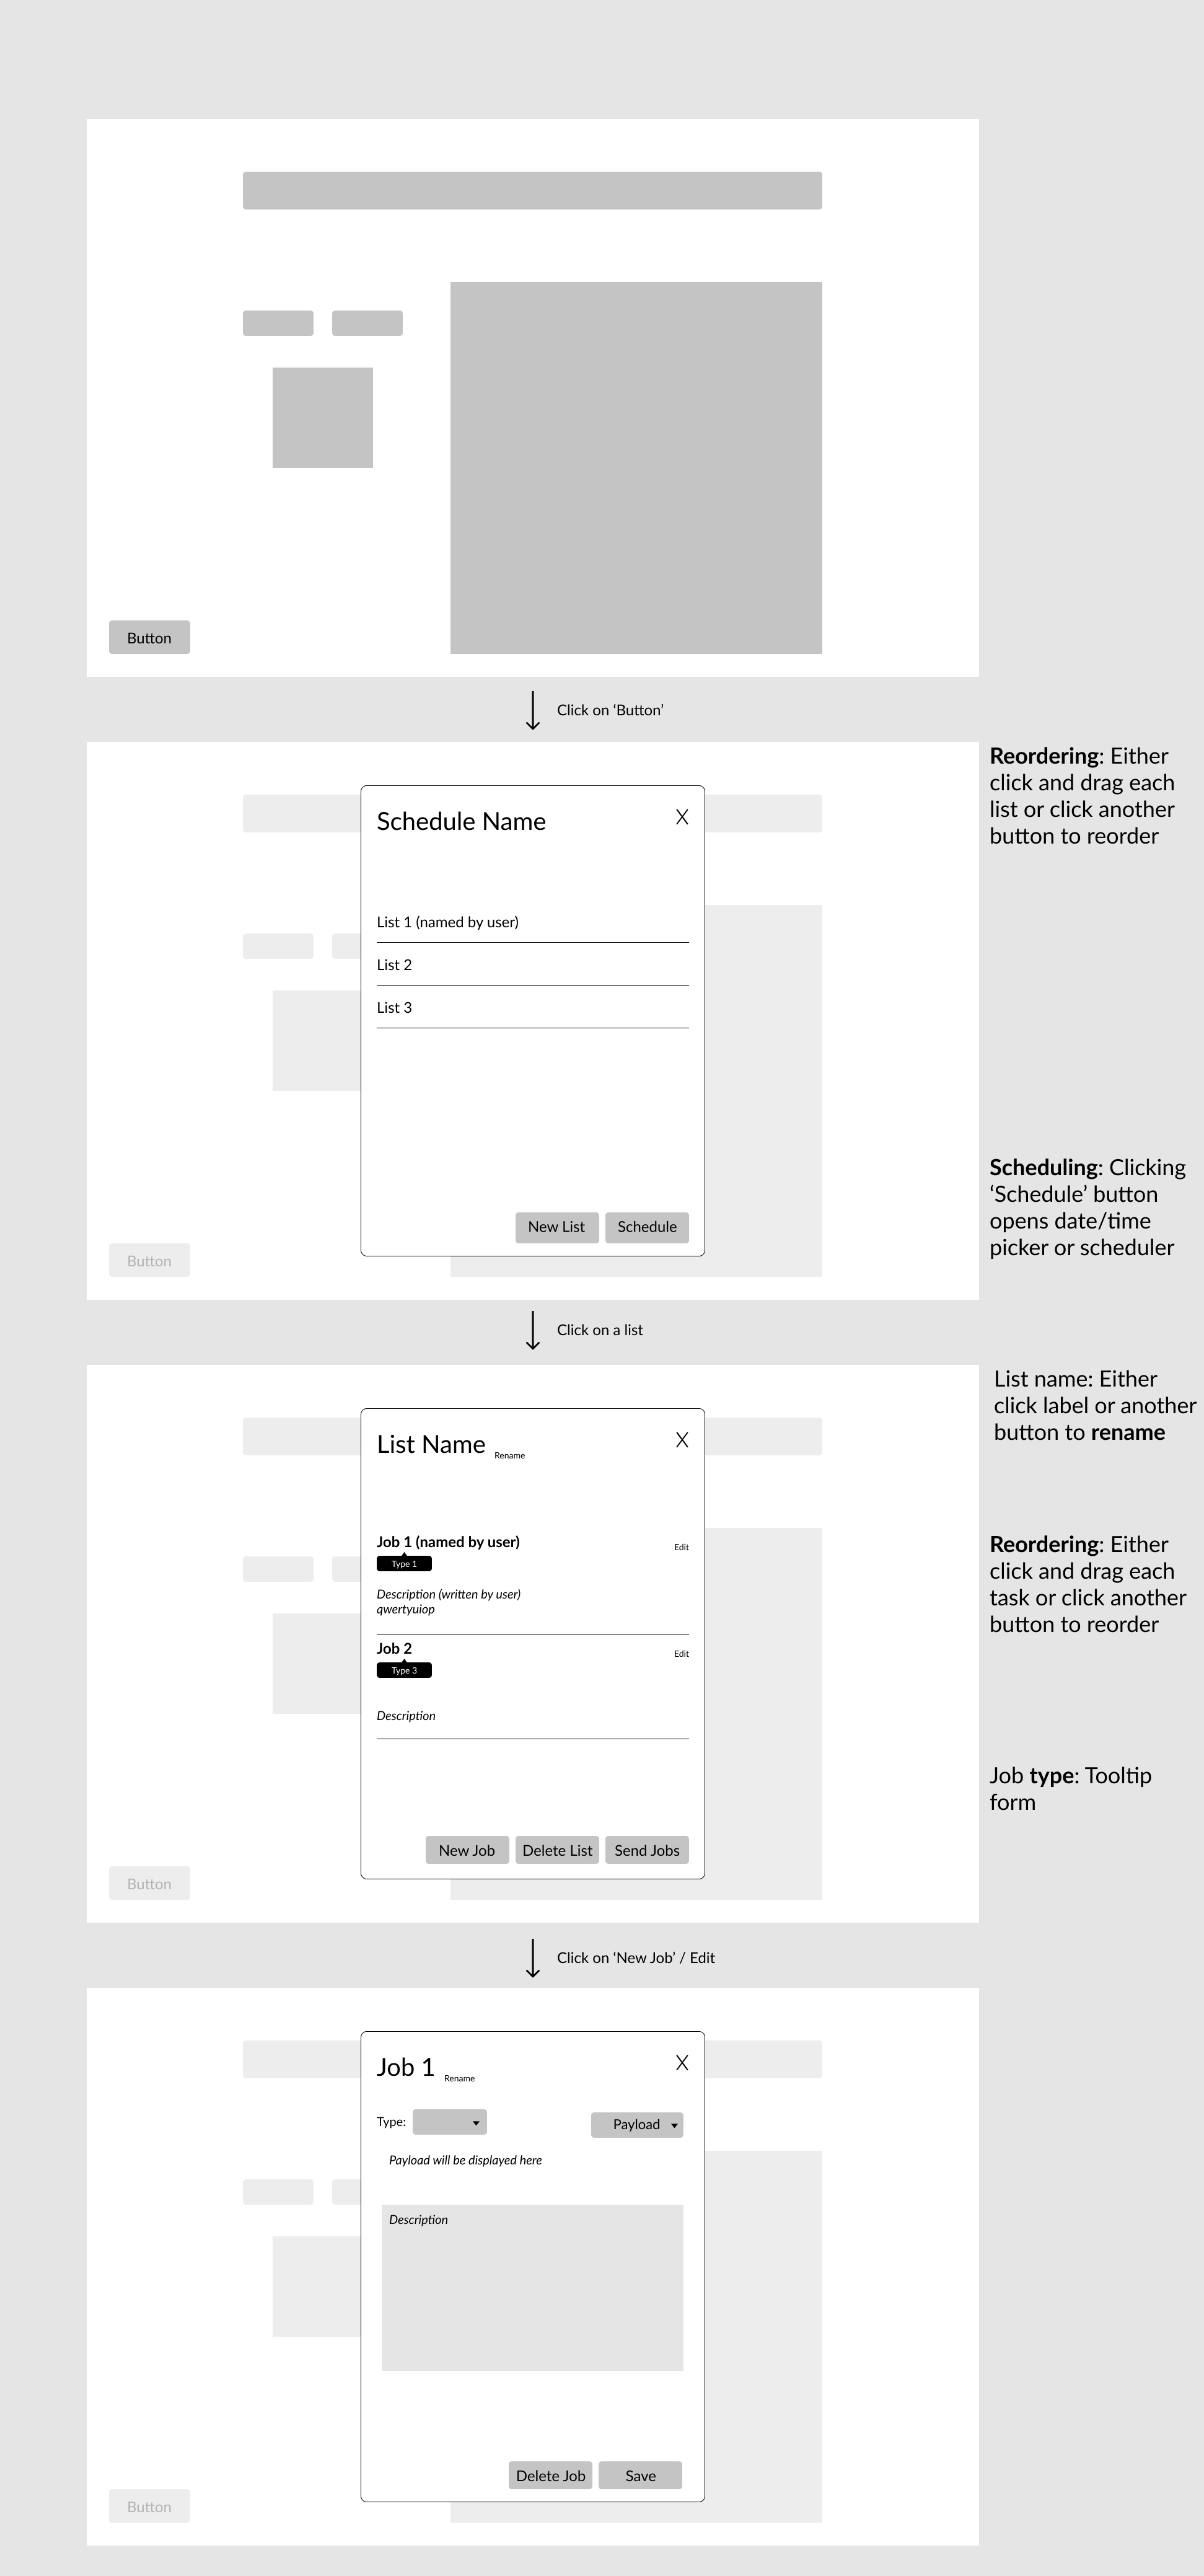 Button
Click on ‘Button’
Schedule Name
X
List 1 (named by user)
List 2
List 3
New List
Schedule
Button
Reordering: Either
click and drag each
list or click another
button to reorder
Scheduling: Clicking
‘Schedule’ button
opens date/time
picker or scheduler
Click on a list
List Name
Rename
X
Job 1 (named by user)
Edit
Type 1
Description (written by user)
qwertyuiop
Job 2
Edit
Type 3
Description
New Job
Delete List
Send Jobs
Button
List name: Either
click label or another
button to rename
Reordering: Either
click and drag each
task or click another
button to reorder
Job type: Tooltip
form
Click on ‘New Job’ / Edit
Job 1
Rename
X
Type:
Payload
Payload will be displayed here
Description
Delete Job
Save
Button